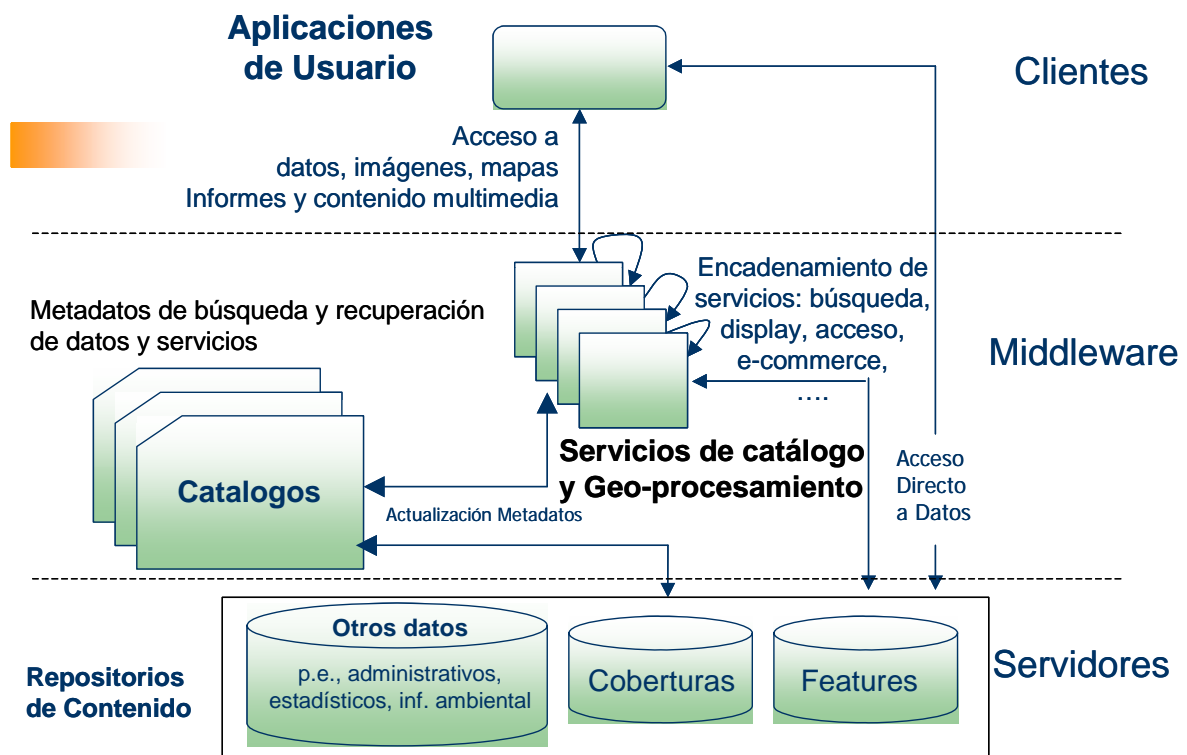 Aplicaciones
de Usuario
Clientes
Acceso a
datos, imágenes, mapas
Informes y contenido multimedia
Metadatos de búsqueda y recuperación
de datos y servicios
Encadenamiento de
servicios: búsqueda,
display, acceso,
e-commerce,
....
Middleware
Servicios de catálogo
y Geo-procesamiento
Catalogos
Actualización Metadatos
Acceso
Directo
a Datos
Repositorios
de Contenido
Otros datos
p.e., administrativos,
estadísticos, inf. ambiental
Coberturas
Features
Servidores